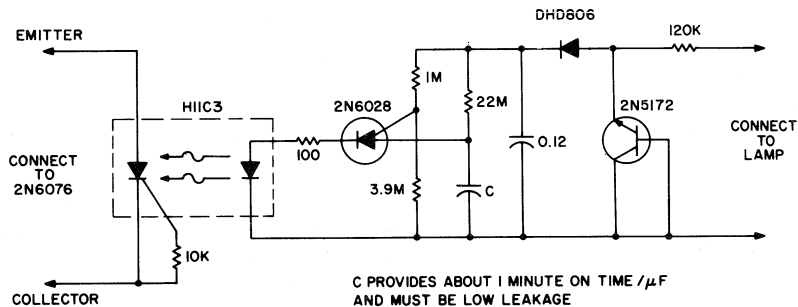 DHD806
120K
EMITTER
1M
H11C3
2N6028
22M
2N5172
CONNECT
TO
2N6076
100
0.12
CONNECT
TO
LAMP
3.9M
C
10K
COLLECTOR
C PROVIDES ABOUT 1 MINUTE ON TIME/µF
AND MUST BE LOW LEAKAGE